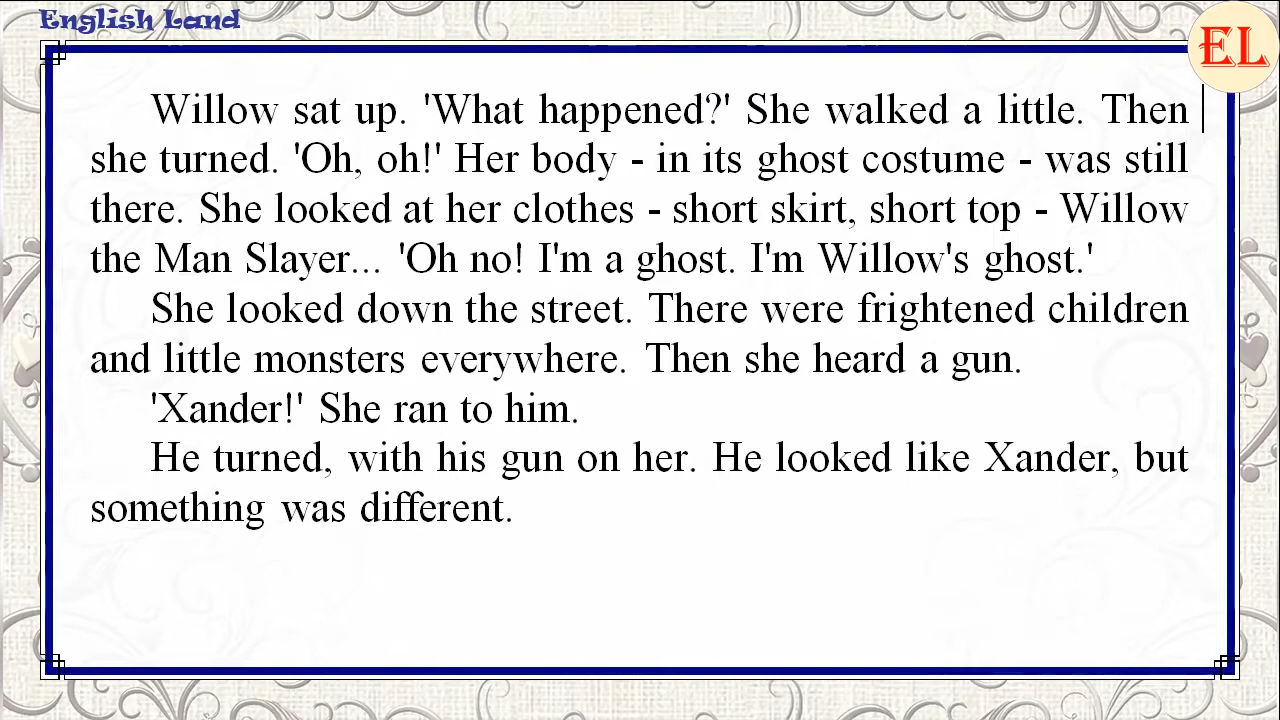 English Land
EL
Willow sat up. 'What happened?' She walked a little. Then
she turned. 'Oh, oh!' Her body - in its ghost costume - was still
there. She looked at her clothes - short skirt, short top - Willow
the Man Slayer... 'Oh no! I'm a ghost. I'm Willow's ghost.'
She looked down the street. There were frightened children
and little monsters everywhere. Then she heard a gun.
'Xander!' She ran to him.
He turned, with his gun on her. He looked like Xander, but
something was different.